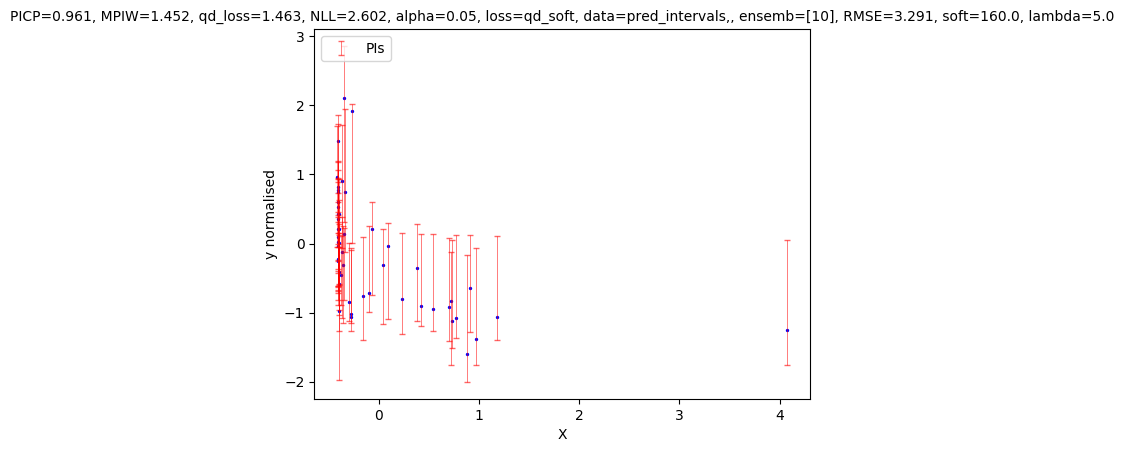 PICP=0.961, MPIW=1.452, qd_loss=1.463, NLL=2.602, alpha=0.05, loss=qd_soft, data=pred_intervals,, ensemb=[10], RMSE=3.291, soft=160.0, lambda=5.0
3
PIs
2
1
0
−1
−2
y normalised
0 1 2 3 4
X